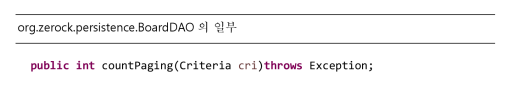 org.zerock.persistence.BoardDAO 의 일부
public int countPaging(Criteria cri)throws Exception;